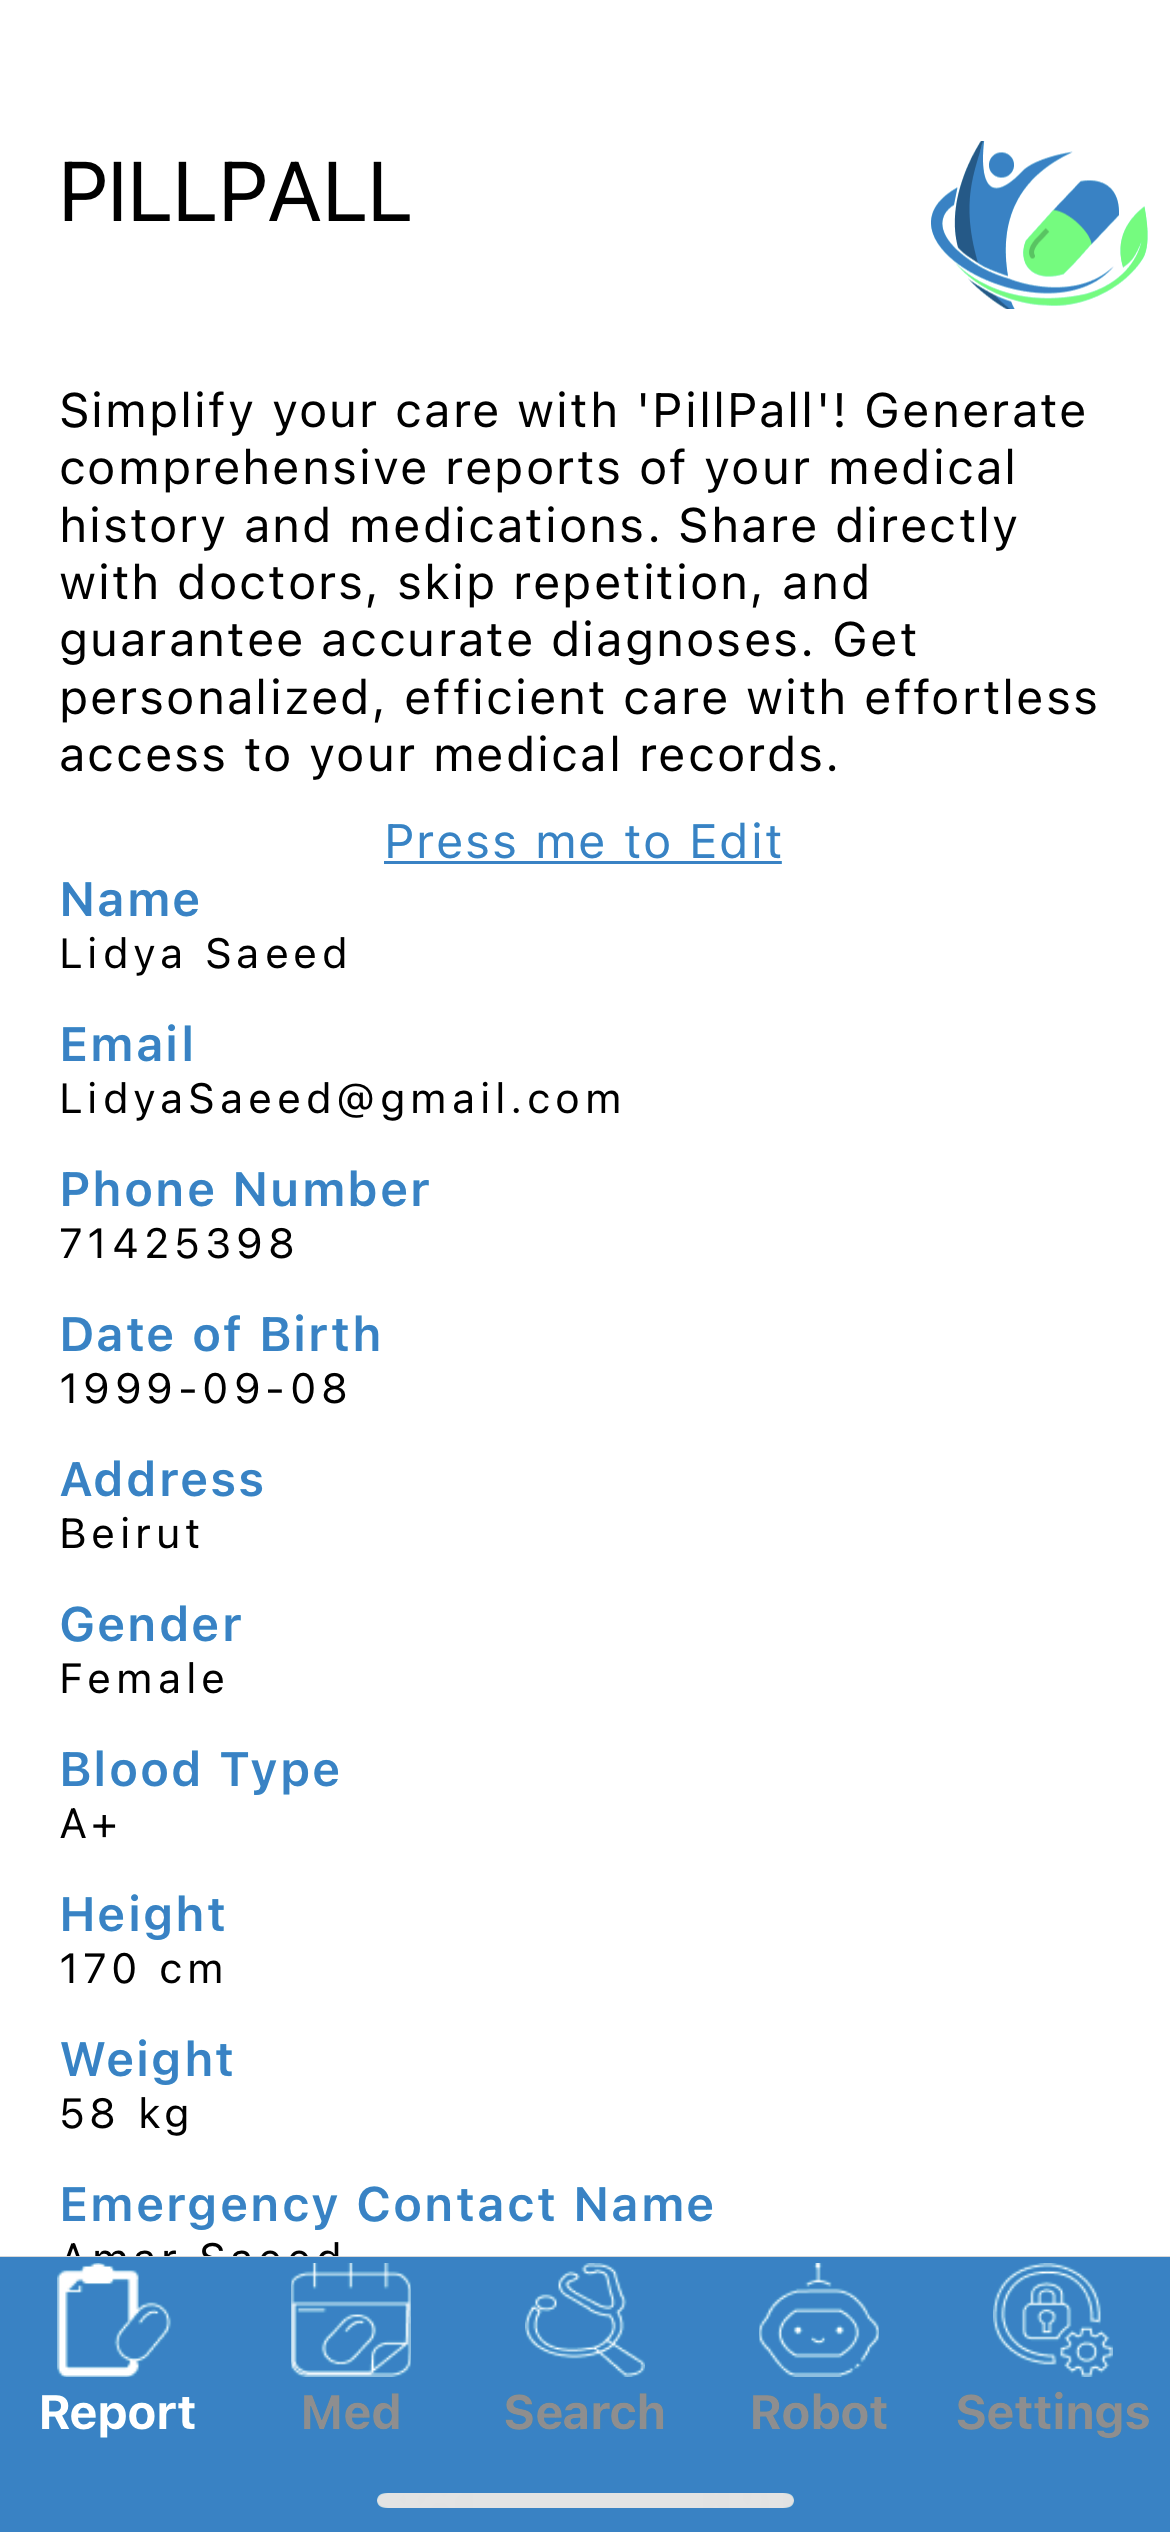 PILLPALL
Simplify your care with 'PillPall'! Generate
comprehensive reports of your medical
history and medications. Share directly
with doctors, skip repetition, and
guarantee accurate diagnoses. Get
personalized, efficient care with effortless
access to your medical records.
Press me to Edit
Name
Lidya Saeed
Email
LidyaSaeed@gmail.com
Phone Number
71425398
Date of Birth
1999-09-08
Address
Beirut
Gender
Female
Blood Type
A+
Height
170 cm
Weight
58 kg
Emergency Contact Name
Saeed
Report
Med
Search
Robot
Settings